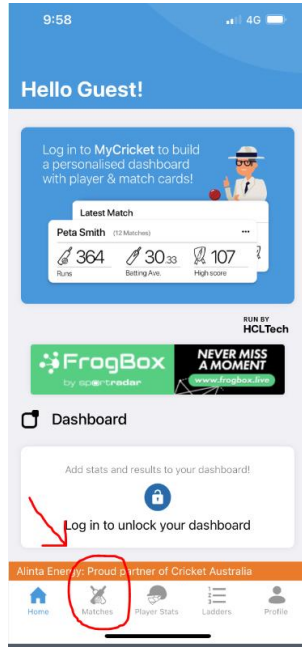 9:58
4G
Hello Guest!
Log in to MyCricket to build
a personalised dashboard
with player & match cards!
Latest Match
Peta Smith (12 Matches)
364
30.33
107
Runs
Batting Ave.
High score
RUN BY
HCLTech
FrogBox
by sportradar
NEVER MISS
A MOMENT
www.frogbox.live
Dashboard
Add stats and results to your dashboard!
Log in to unlock your dashboard
Alinta Energy: Proud partner of Cricket Australia
Home
Matches
Player Stats
Ladders
Profile